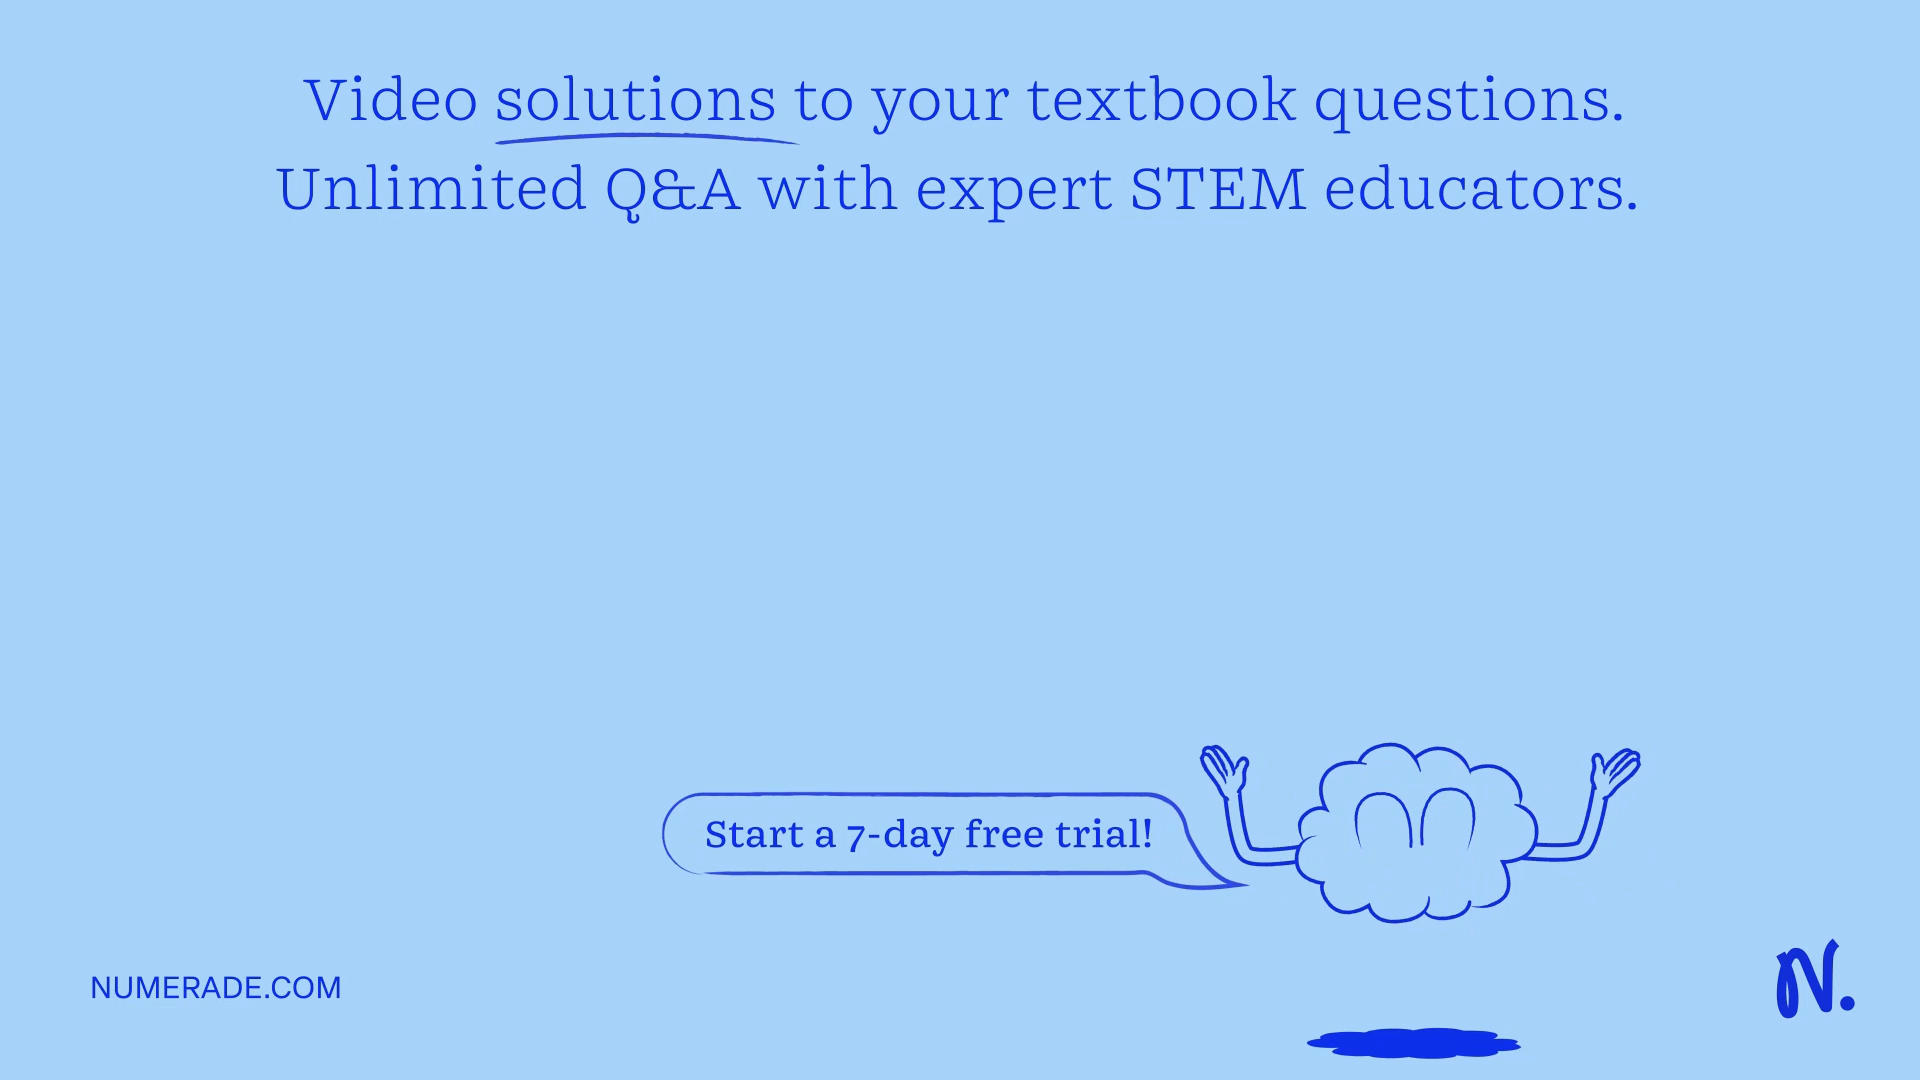 Video solutions to your textbook questions.
Unlimited Q&A with expert STEM educators.
Start a 7-day free trial!
NUMERADE.COM
N.